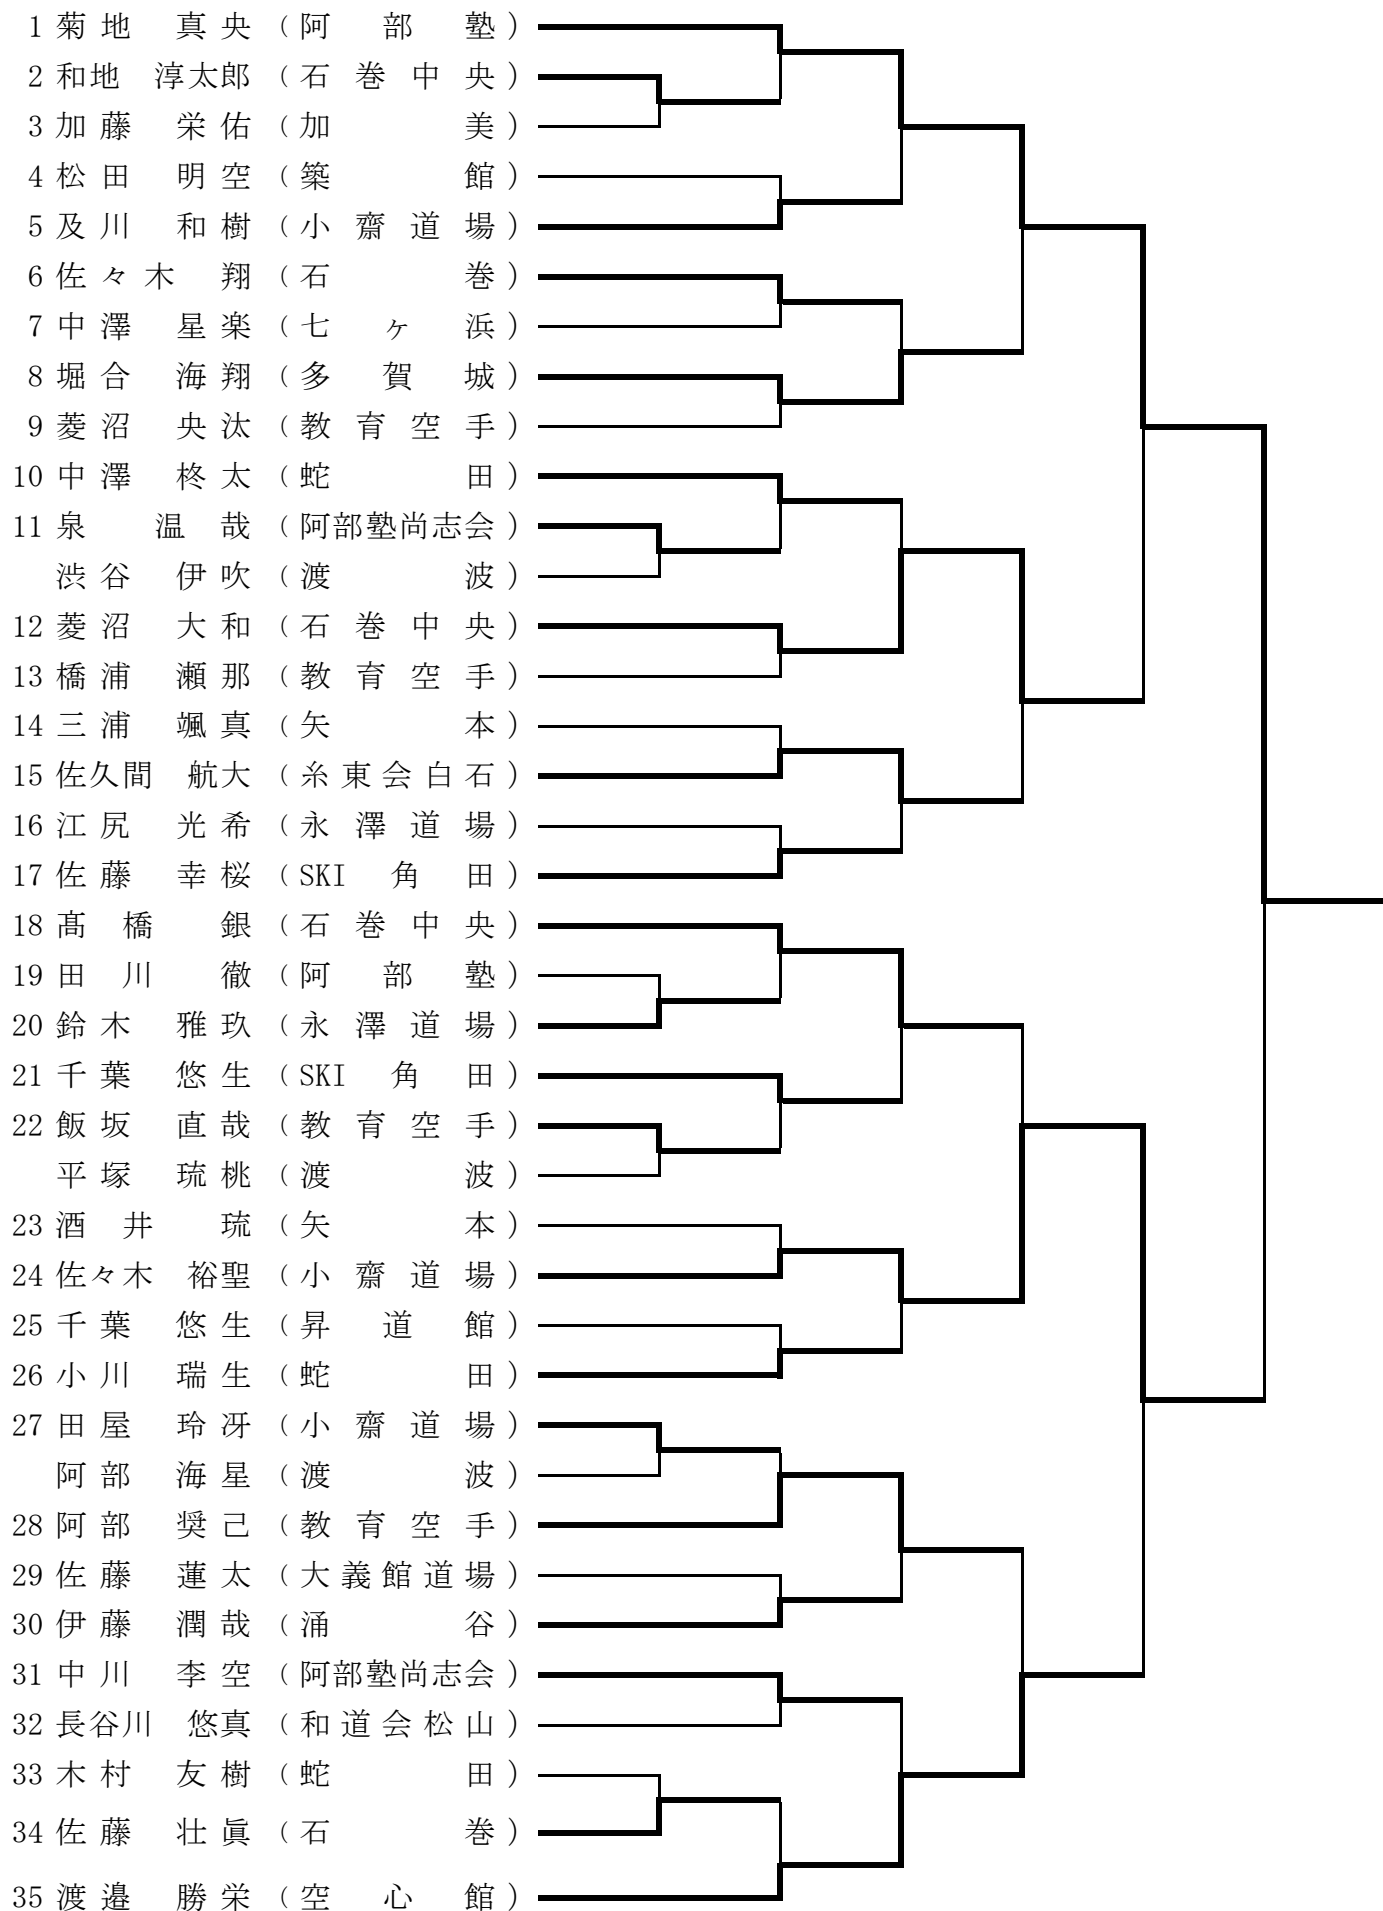 1 菊地 真央 （阿部塾）
2 和地 淳太郎 （石巻中央）
3 加藤 栄佑 （加美）
4 松田 明空 （築館）
5 及川 和樹 （小齋道場）
6 佐々木 翔 （石巻）
7 中澤 星楽 （七ヶ浜）
8 堀合 海翔 （多賀城）
9 菱沼 央汰 （教育空手）
10 中澤 柊太 （蛇田）
11 泉 温哉 （阿部塾尚志会）
渋谷 伊吹 （渡波）
12 菱沼 大和 （石巻中央）
13 橋浦 瀬那 （教育空手）
14 三浦 颯真 （矢本）
15 佐久間 航大 （糸東会白石）
16 江尻 光希 （永澤道場）
17 佐藤 幸桜 （SKI 角田）
18 髙橋 銀 （石巻中央）
19 田川 徹 （阿部塾）
20 鈴木 雅玖 （永澤道場）
21 千葉 悠生 （SKI 角田）
22 飯坂 直哉 （教育空手）
平塚 琉桃 （渡波）
23 酒井 琉 （矢本）
24 佐々木 裕聖 （小齋道場）
25 千葉 悠生 （昇道館）
26 小川 瑞生 （蛇田）
27 田屋 玲冴 （小齋道場）
阿部 海星 （渡波）
28 阿部 奨己 （教育空手）
29 佐藤 蓮太 （大義館道場）
30 伊藤 潤哉 （涌谷）
31 中川 李空 （阿部塾尚志会）
32 長谷川 悠真 （和道会松山）
33 木村 友樹 （蛇田）
34 佐藤 壮眞 （石巻）
35 渡邉 勝栄 （空心館）